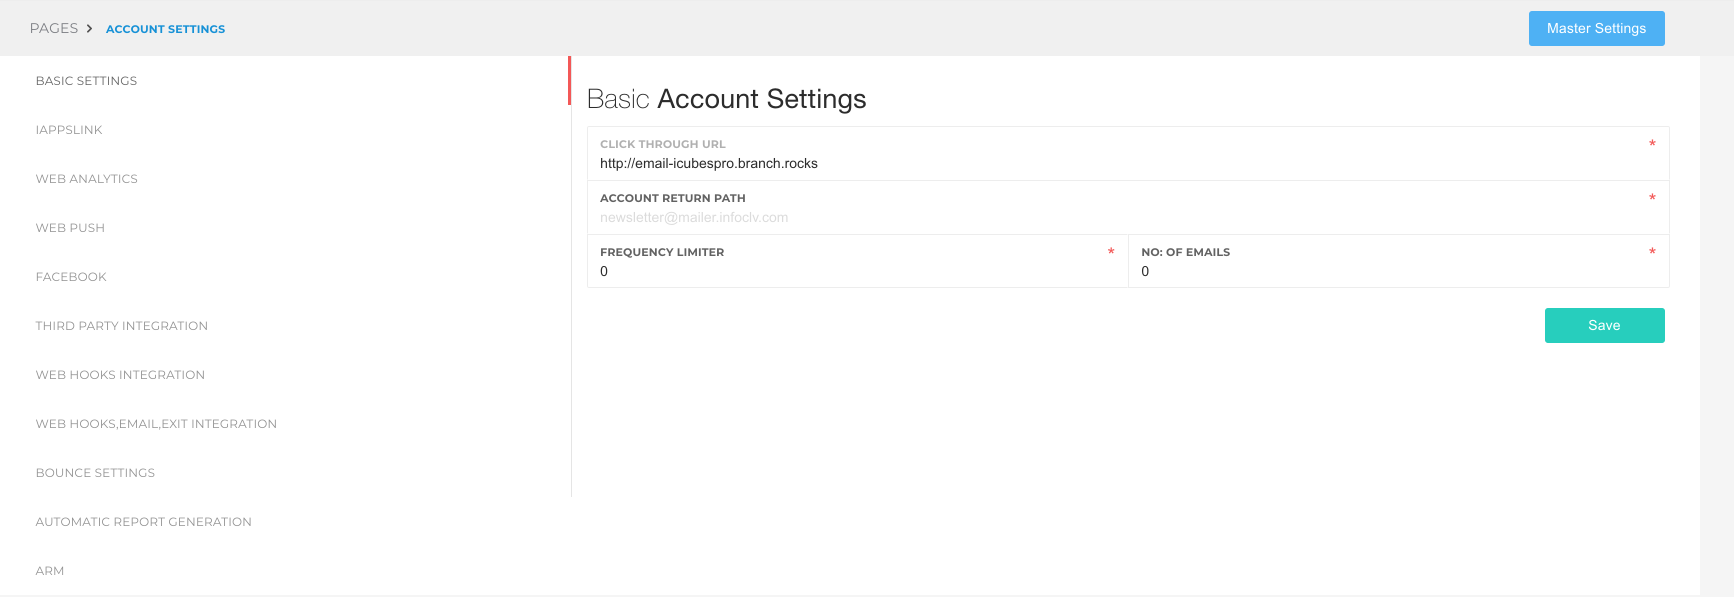 PAGES > ACCOUNT SETTINGS
Master Settings
BASIC SETTINGS
IAPPSLINK
WEB ANALYTICS
WEB PUSH
FACEBOOK
THIRD PARTY INTEGRATION
WEB HOOKS INTEGRATION
WEB HOOKS,EMAIL,EXIT INTEGRATION
BOUNCE SETTINGS
AUTOMATIC REPORT GENERATION
ARM
Basic Account Settings
CLICK THROUGH URL *
http://email-icubespro.branch.rocks
ACCOUNT RETURN PATH *
newsletter@mailer.infoclv.com
FREQUENCY LIMITER *
0
NO: OF EMAILS *
0
Save